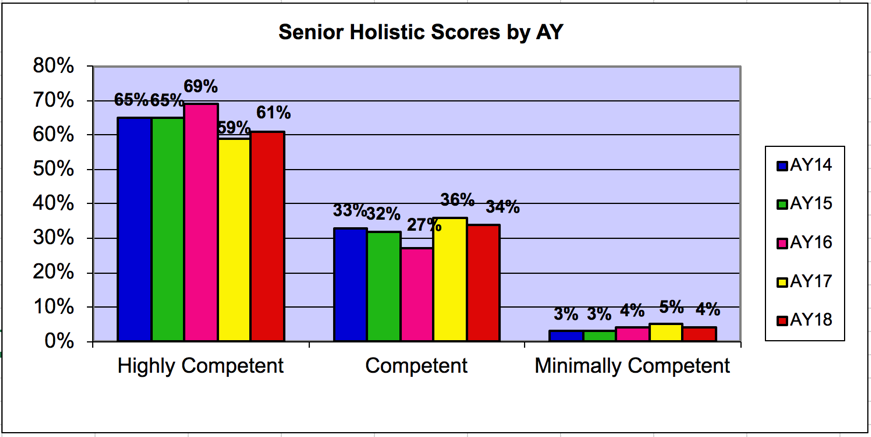 Senior Holistic Scores by AY
80%
70%
60%
50%
40%
30%
20%
10%
0%
65% 65% 69% 59% 61%
33% 32% 27% 36% 34%
3% 3% 4% 5% 4%
Highly Competent Competent Minimally Competent
AY14
AY15
AY16
AY17
AY18